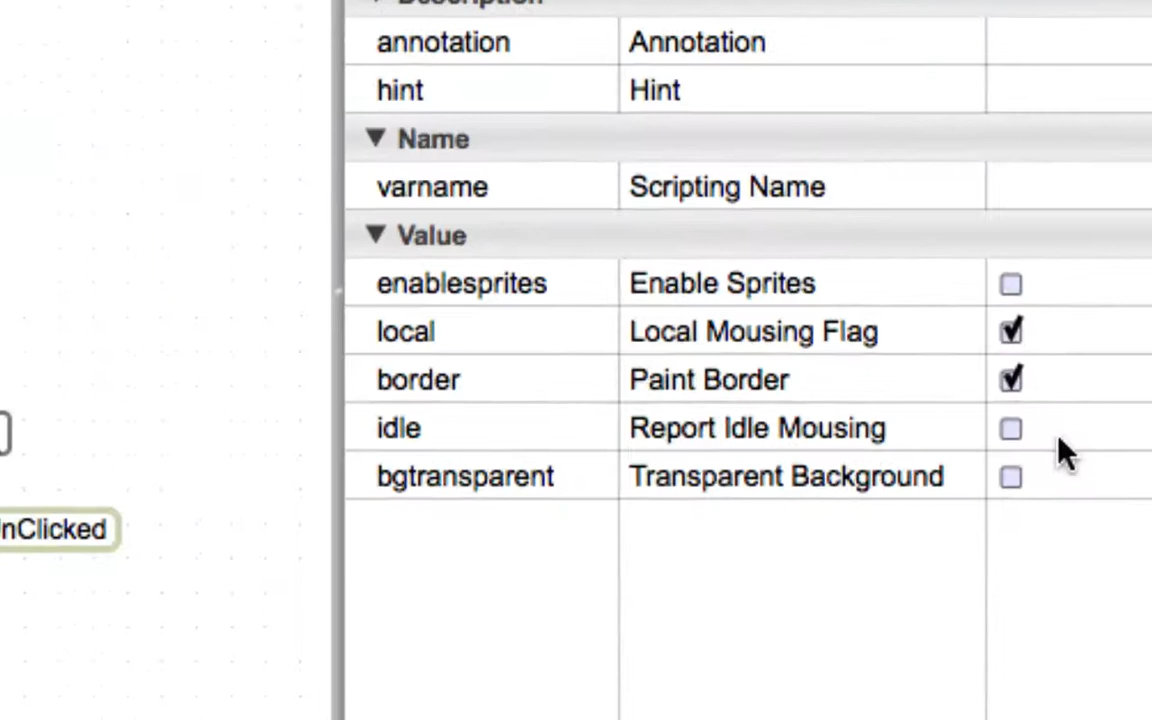 Description
annotation Annotation
hint Hint
▼ Name
varname Scripting Name
▼ Value
enablesprites Enable Sprites
local Local Mousing Flag
border Paint Border
idle Report Idle Mousing
bgtransparent Transparent Background
nClicked